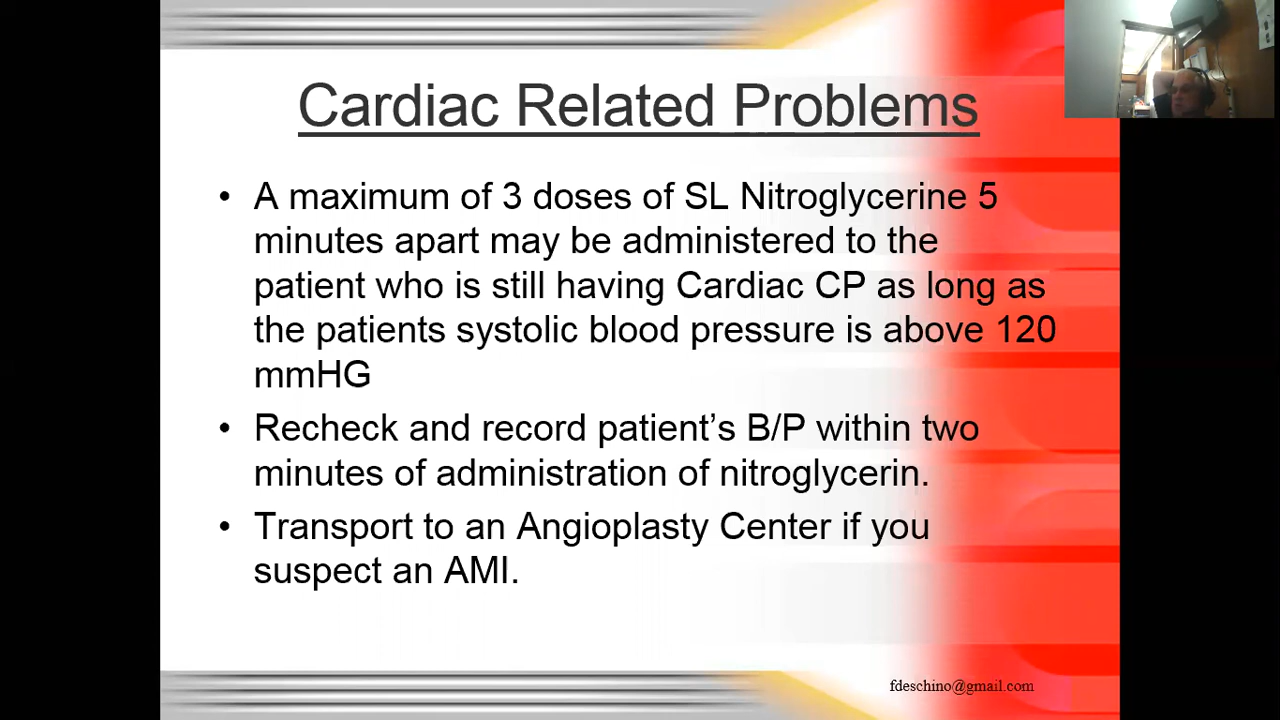 Cardiac Related Problems
• A maximum of 3 doses of SL Nitroglycerine 5
minutes apart may be administered to the
patient who is still having Cardiac CP as long as
the patients systolic blood pressure is above 120
mmHG
• Recheck and record patient’s B/P within two
minutes of administration of nitroglycerin.
• Transport to an Angioplasty Center if you
suspect an AMI.
fdeschino@gmail.com